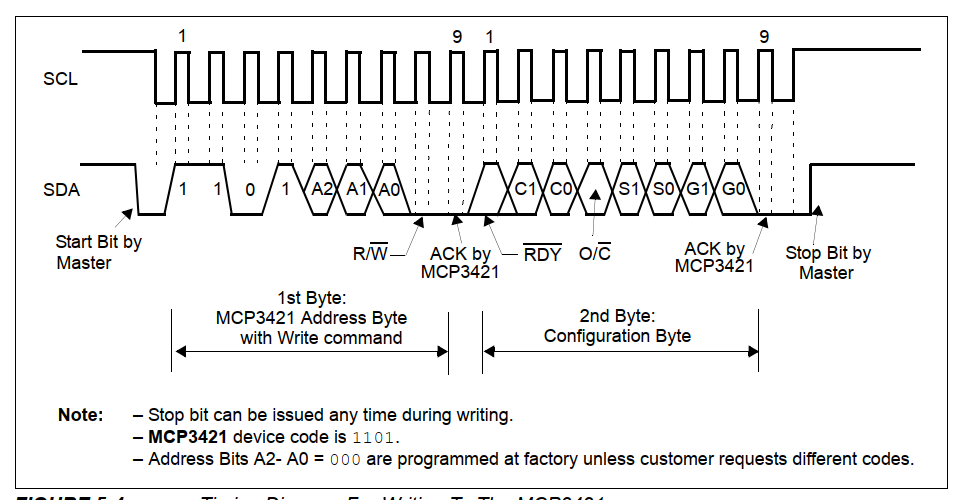 1 9 1 9
SCL
SDA 1 1 0 1 A2 A1 A0 C1 C0 S1 S0 G1 G0
Start Bit by
Master
R/W̅
ACK by
MCP3421
R̅D̅Y̅
O/C̅
ACK by
MCP3421
Stop Bit by
Master
1st Byte:
MCP3421 Address Byte
with Write command
2nd Byte:
Configuration Byte
Note: – Stop bit can be issued any time during writing.
– MCP3421 device code is 1101.
– Address Bits A2- A0 = 000 are programmed at factory unless customer requests different codes.